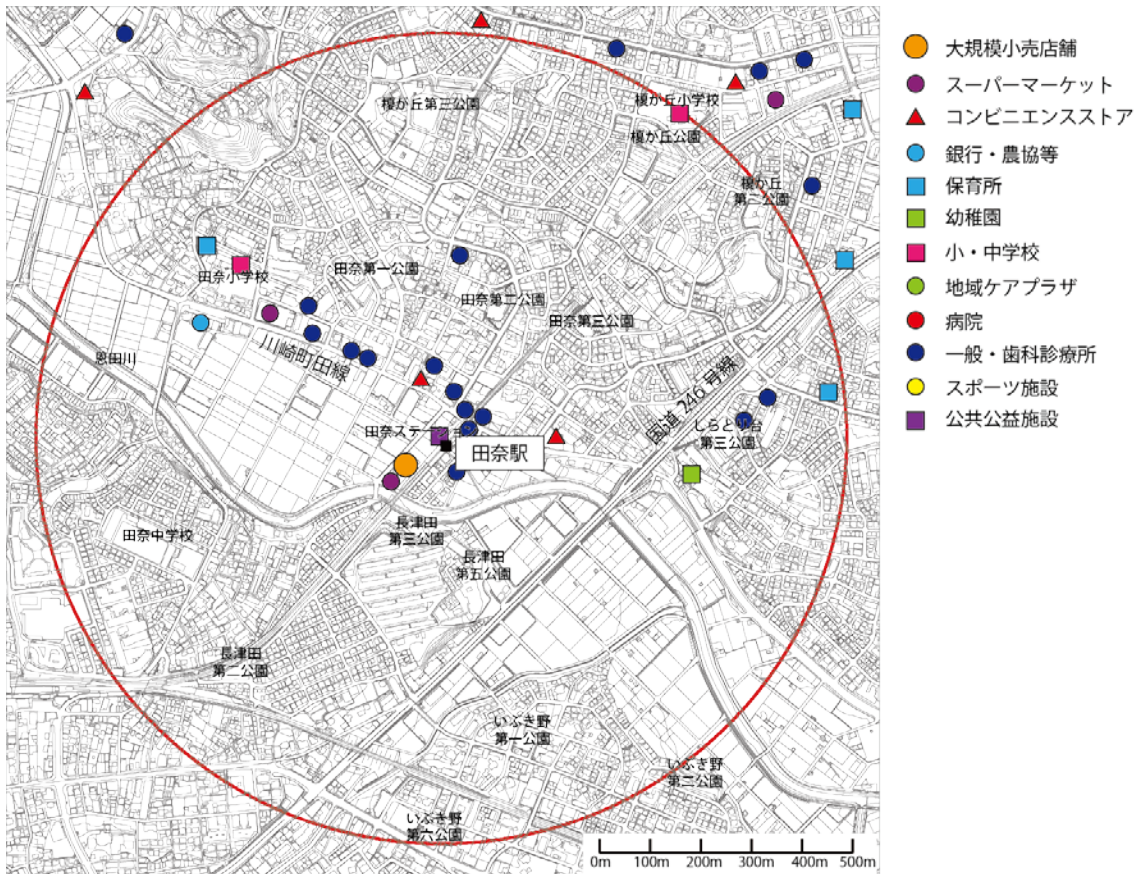 榎が丘第三公園
榎が丘小学校
榎が丘公園
榎が丘
第二公園
田奈小学校
田奈第一公園
田奈第二公園
田奈第三公園
恩田川
川崎町田線
国道 246 号線
田奈ステーション
田奈駅
しらとり台
第三公園
田奈中学校
長津田
第三公園
長津田
第五公園
長津田
第二公園
いぶき野
第一公園
いぶき野
第二公園
いぶき野
第六公園
0m 100m 200m 300m 400m 500m
大規模小売店舗
スーパーマーケット
コンビニエンスストア
銀行・農協等
保育所
幼稚園
小・中学校
地域ケアプラザ
病院
一般・歯科診療所
スポーツ施設
公共公益施設